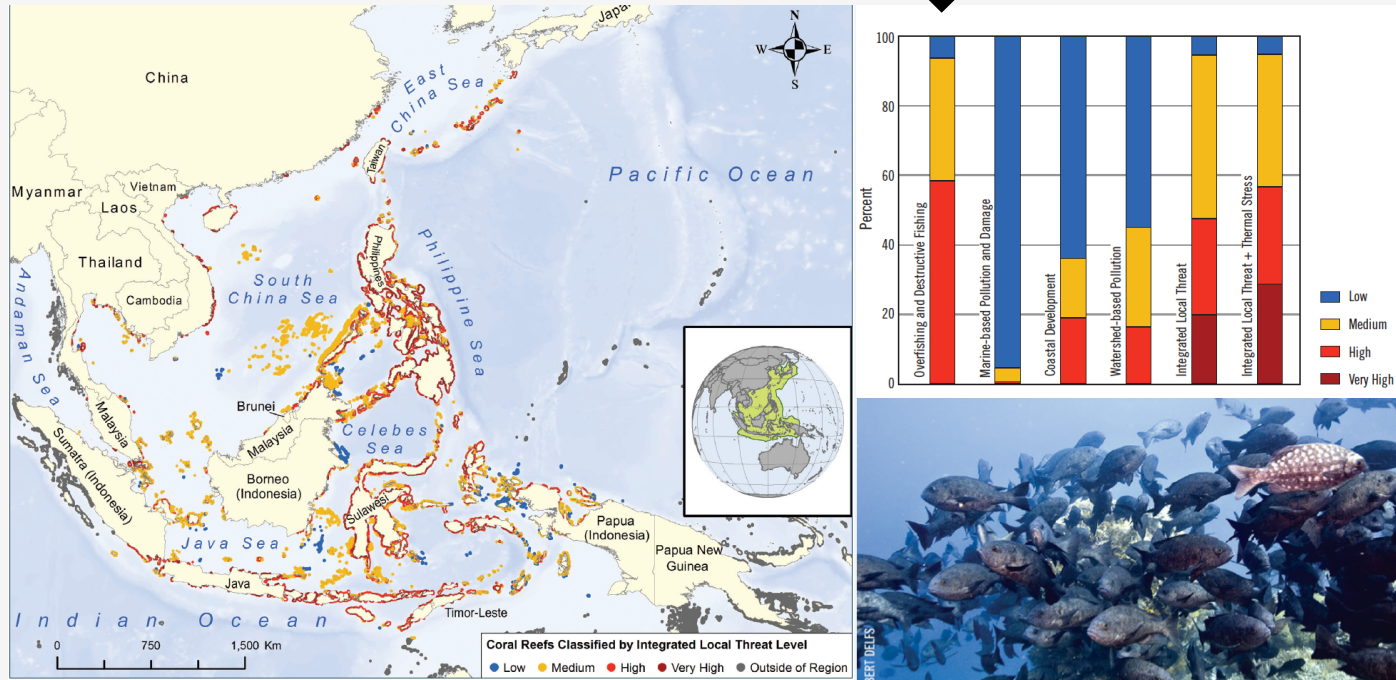 Japa
N
W
E
S
China
East
China Sea
Taiwan
Pacific Ocean
Myanmar
Vietnam
Laos
Thailand
Cambodia
Philippines
Philippine Sea
South
China Sea
Andaman Sea
Brunei
Malaysia
Malaysia
Celebes
Sea
Sumatra (Indonesia)
Borneo
(Indonesia)
Sulawesi
Papua
(Indonesia)
Papua New
Guinea
Java Sea
Java
Timor-Leste
Indian Ocean
0
750
1,500 Km
Coral Reefs Classified by Integrated Local Threat Level
Low
Medium
High
Very High
Outside of Region
100
80
60
40
20
0
Percent
Overfishing and Destructive Fishing
Marine-based Pollution and Damage
Coastal Development
Watershed-based Pollution
Integrated Local Threat
Integrated Local Threat + Thermal Stress
Low
Medium
High
Very High
BERT DELFS